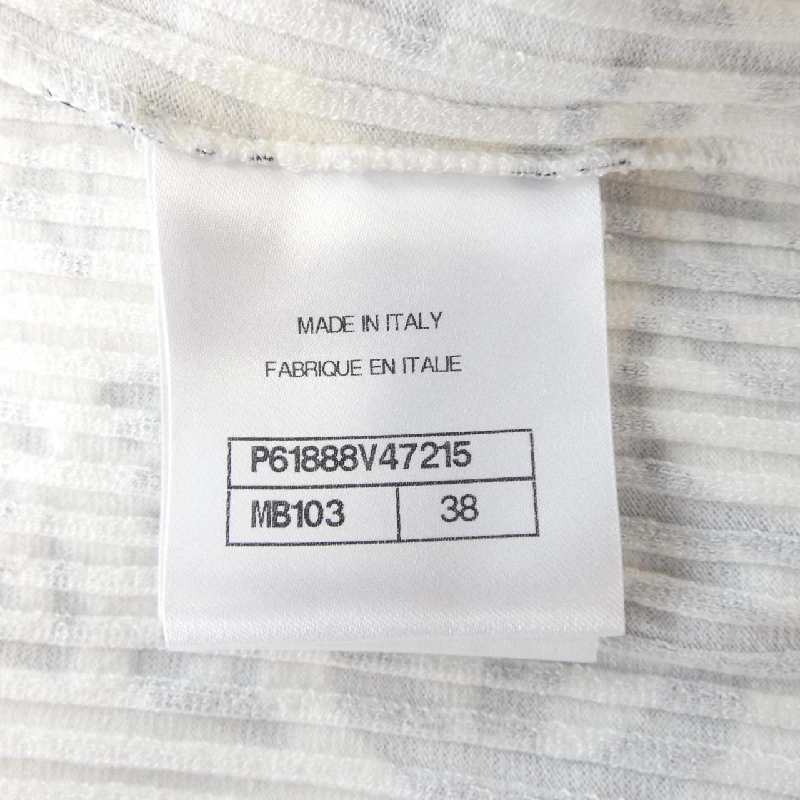 MADE IN ITALY
FABRIQUE EN ITALIE
P61888V47215
MB103 38